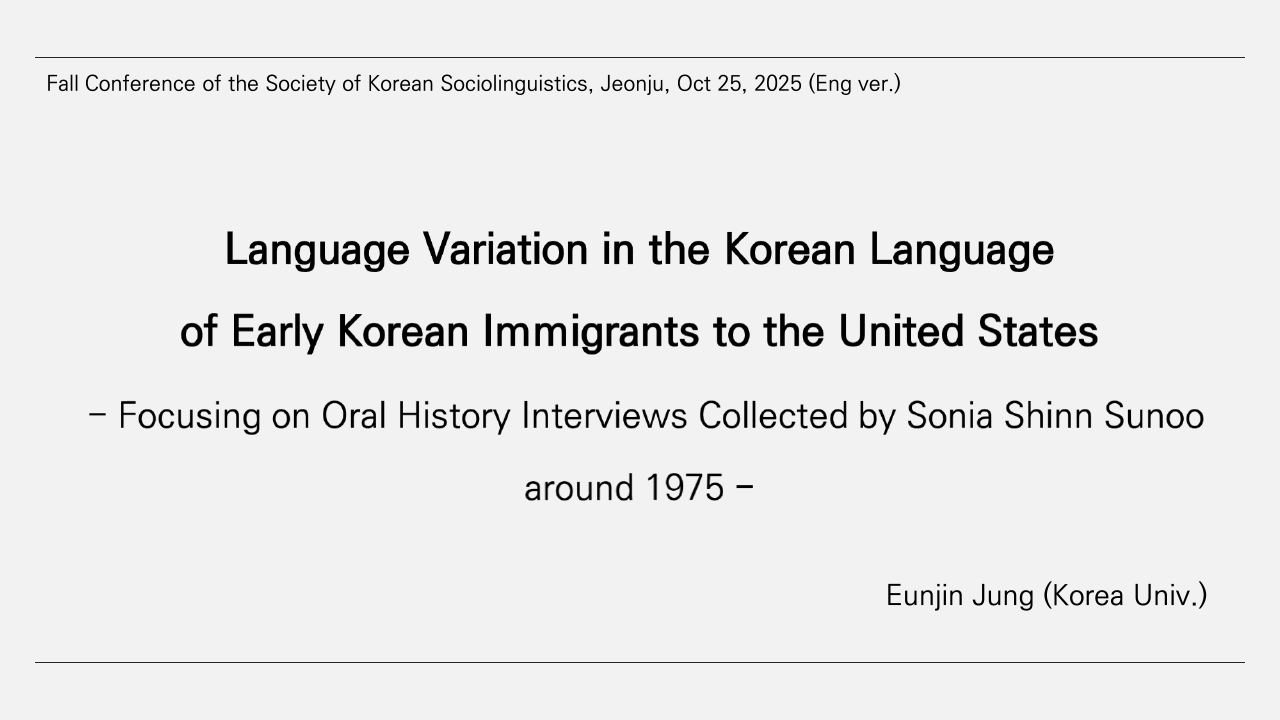 Fall Conference of the Society of Korean Sociolinguistics, Jeonju, Oct 25, 2025 (Eng ver.)
Language Variation in the Korean Language
of Early Korean Immigrants to the United States
– Focusing on Oral History Interviews Collected by Sonia Shinn Sunoo
around 1975 –
Eunjin Jung (Korea Univ.)